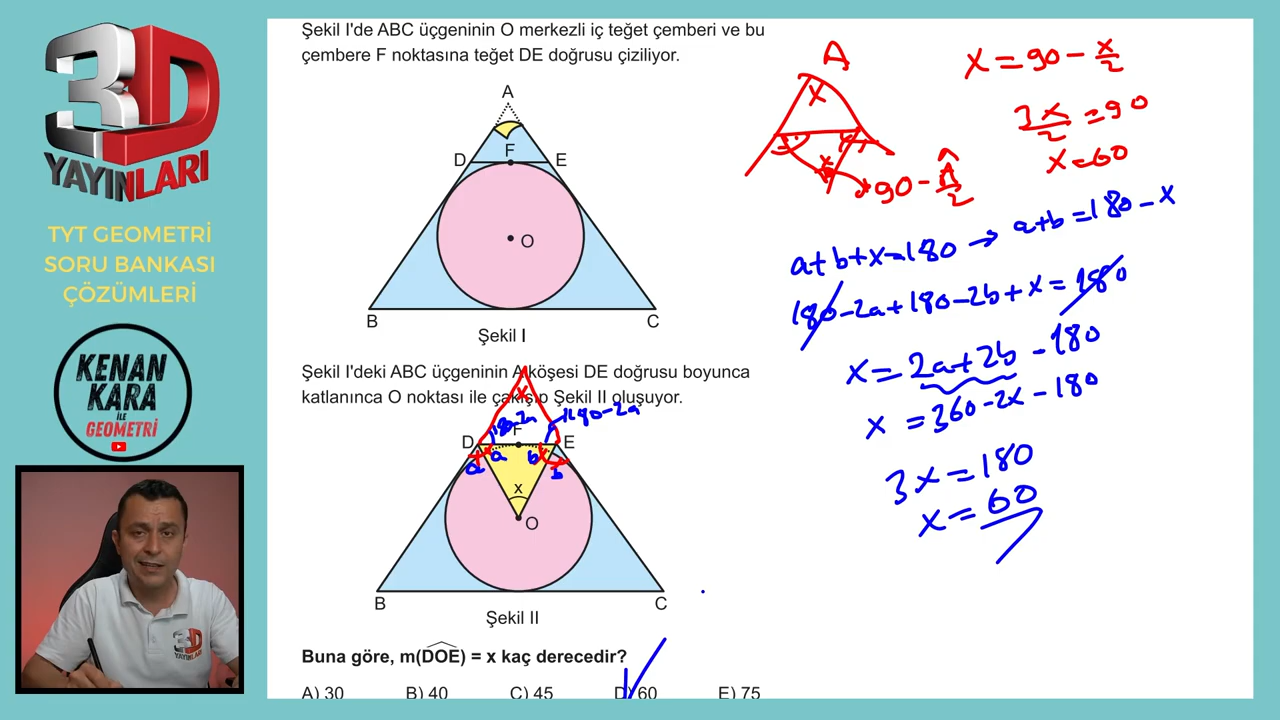 3D
YAYINLARI
TYT GEOMETRİ
SORU BANKASI
ÇÖZÜMLERİ
KENAN
KARA
İLE
GEOMETRİ
3D
YAYINLARI
Şekil I'de ABC üçgeninin O merkezli iç teğet çemberi ve bu
çembere F noktasına teğet DE doğrusu çiziliyor.
A
F
D E
O
B C
Şekil I
Şekil I'deki ABC üçgeninin A köşesi DE doğrusu boyunca
katlanınca O noktası ile çakışıp Şekil II oluşuyor.
x
180-2a
F
D E
a a b b
x
O
B C
Şekil II
Buna göre, m(DOE) = x kaç derecedir?
A) 30 B) 40 C) 45 D) 60 E) 75
A
x
x
90 - Â/2
x = 90 - x/2
3x/2 = 90
x = 60
a+b+x=180 → a+b=180-x
180-2a+180-2b+x=180
x = 2a+2b-180
x = 360-2x-180
3x = 180
x = 60